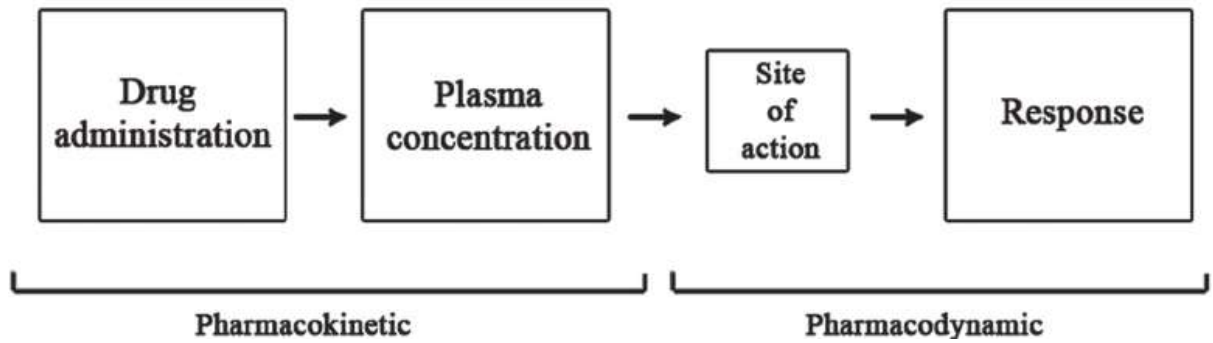 Drug
administration
Plasma
concentration
Site
of
action
Response
Pharmacokinetic
Pharmacodynamic